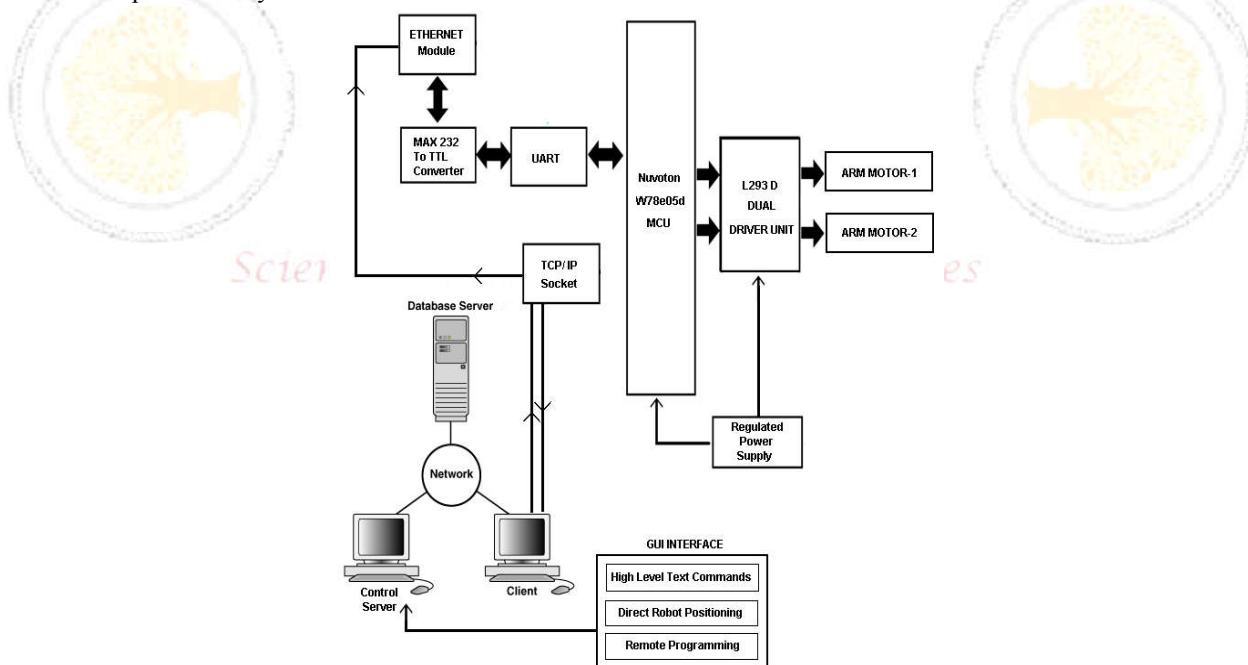 ETHERNET
Module
MAX 232
To TTL
Converter
UART
Nuvoton
W78e05d
MCU
L293 D
DUAL
DRIVER UNIT
ARM MOTOR-1
ARM MOTOR-2
TCP/IP
Socket
Database Server
Regulated
Power
Supply
Network
Control
Server
Client
GUI INTERFACE
High Level Text Commands
Direct Robot Positioning
Remote Programming